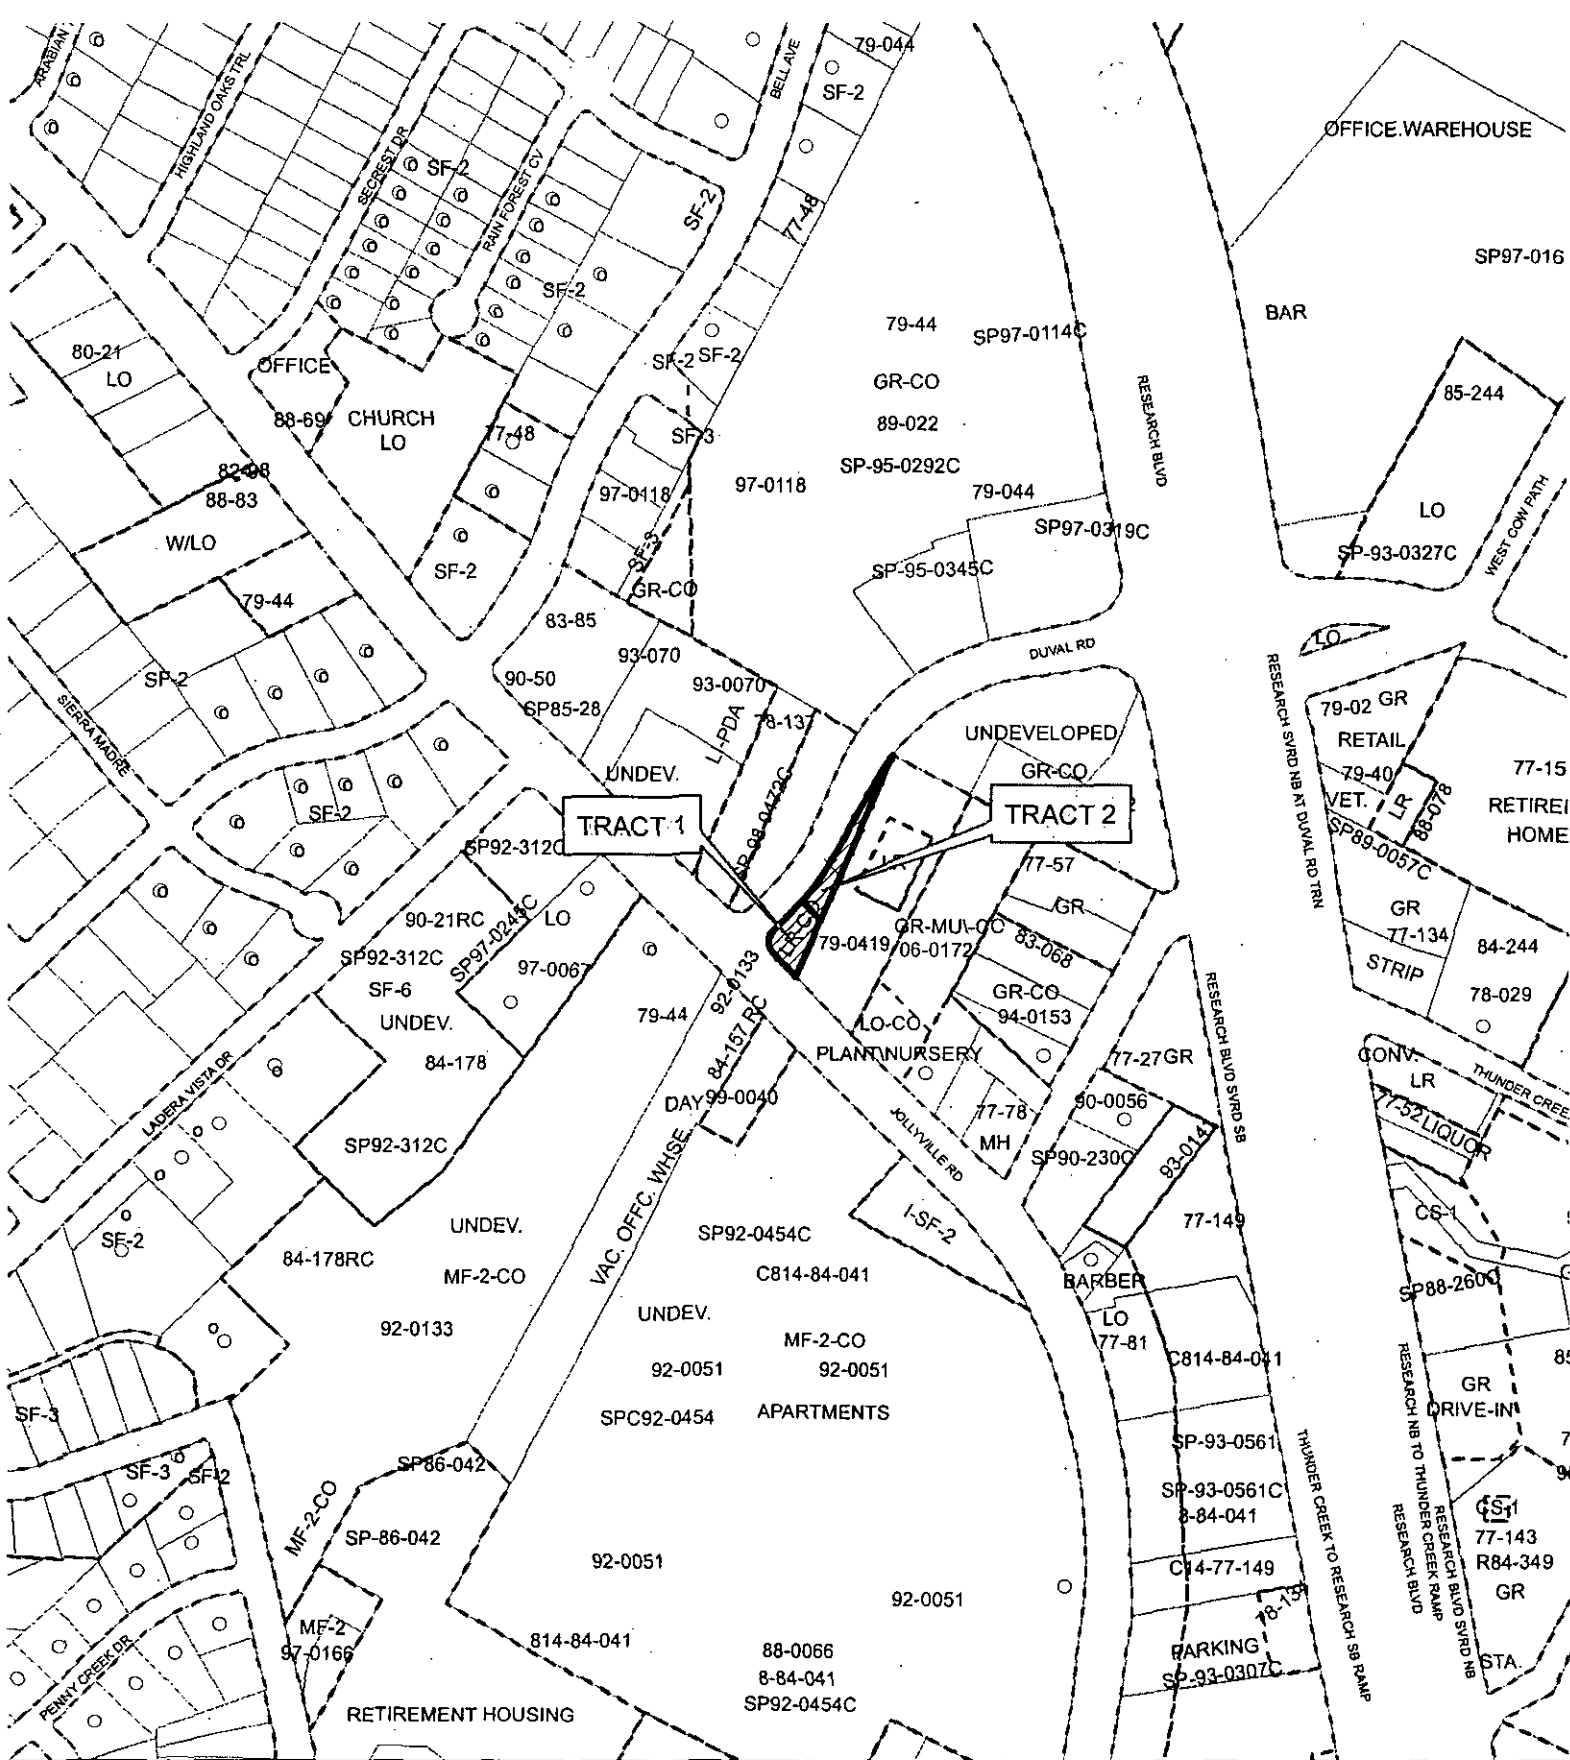 ARABIAN
HIGHLAND OAKS TRL
SECREST DR
SF-2
RAIN FOREST CV
SF-2
BELL AVE
79-044
SF-2
SF-2
77-48
OFFICE.WAREHOUSE
SP97-016
BAR
80-21
LO
OFFICE
88-69
CHURCH
LO
77-48
SF-2
SF-2
SF-3
79-44
SP97-0114C
GR-CO
89-022
SP-95-0292C
RESEARCH BLVD
85-244
LO
WEST COW PATH
SP-93-0327C
82-98
88-83
W/LO
97-0118
97-0118
79-044
SP97-0319C
SP-95-0345C
SF-2
SF-3
GR-CO
79-44
83-85
93-070
90-50
SP85-28
93-0070
LI-PDA
78-137
DUVAL RD
LO
SF-2
SIERRA MADRE
UNDEV.
SP-98-0472C
UNDEVELOPED
GR-CO
RESEARCH SVRD NB AT DUVAL RD TRN
79-02
GR
RETAIL
79-40
VET.
LR
88-078
SP89-0057C
77-15
HOME
SF-2
TRACT 1
TRACT 2
SP92-312C
77-57
GR
90-21RC
SP97-0245C
LO
SP92-312C
97-0067
SF-6
UNDEV.
84-178
79-44
92-0133
84-157 RC
LR-CO
79-0419
GR-MU-CO
06-0172
83-068
GR-CO
94-0153
GR
77-134
STRIP
84-244
78-029
LADERA VISTA DR
LO-CO
PLANT NURSERY
DAY
99-0040
77-78
MH
JOLLYVILLE RD
77-27
GR
90-0056
SP90-230C
RESEARCH BLVD SVRD SB
77-149
CONV.
LR
THUNDER CREE
77-52
LIQUOR
SP92-312C
SF-2
84-178RC
UNDEV.
MF-2-CO
92-0133
VAC. OFFC. WHSE.
SP92-0454C
C814-84-041
UNDEV.
MF-2-CO
92-0051
92-0051
I-SF-2
BARBER
LO
77-81
C814-84-041
CS-1
SP88-260C
SF-3
SPC92-0454
APARTMENTS
SP86-042
SP-93-0561
SP-93-0561C
8-84-041
GR
DRIVE-IN
SF-3
SF-2
MF-2-CO
SP-86-042
92-0051
92-0051
C14-77-149
THUNDER CREEK TO RESEARCH SB RAMP
RESEARCH NB TO THUNDER CREEK RAMP
RESEARCH BLVD
RESEARCH BLVD SVRD NB
CS-1
77-143
R84-349
GR
PENNY CREEK DR
MF-2
97-0166
814-84-041
88-0066
8-84-041
SP92-0454C
RETIREMENT HOUSING
PARKING
SP-93-0307C
STA.